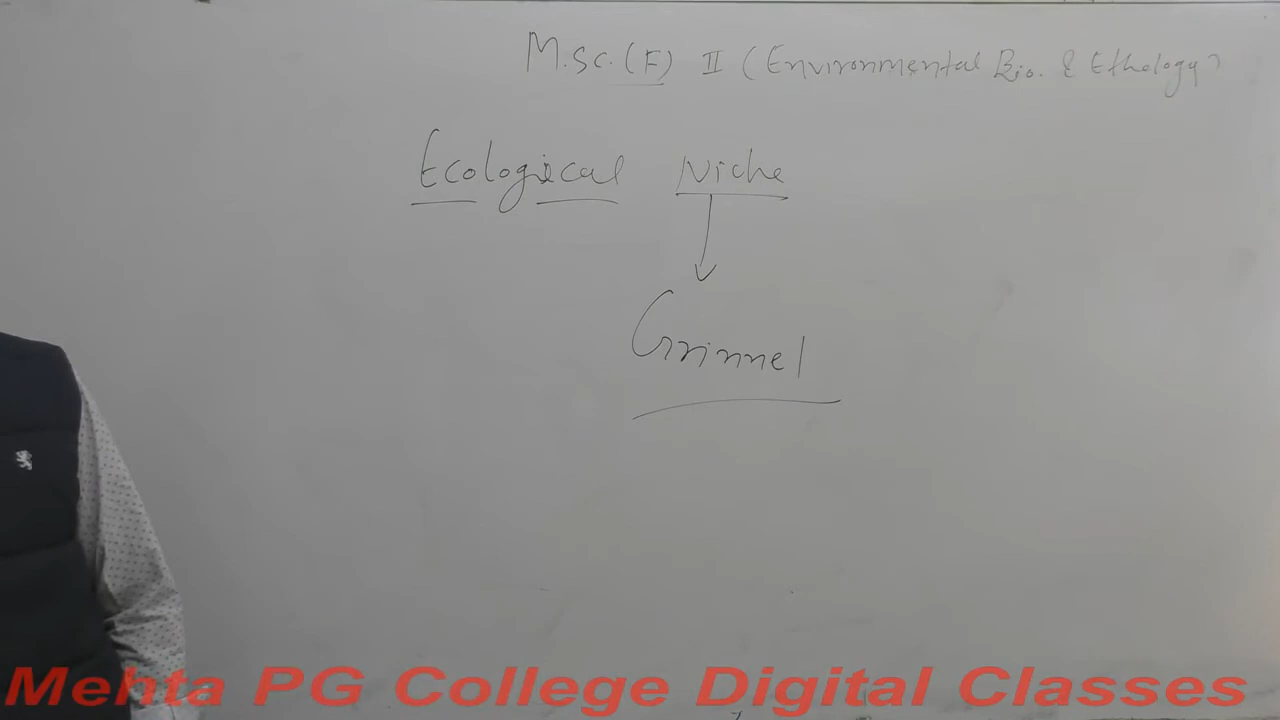 M.Sc. (F) II (Environmental Bio. & Ethology)
Ecological Niche
Grinnel
Mehta PG College Digital Classes